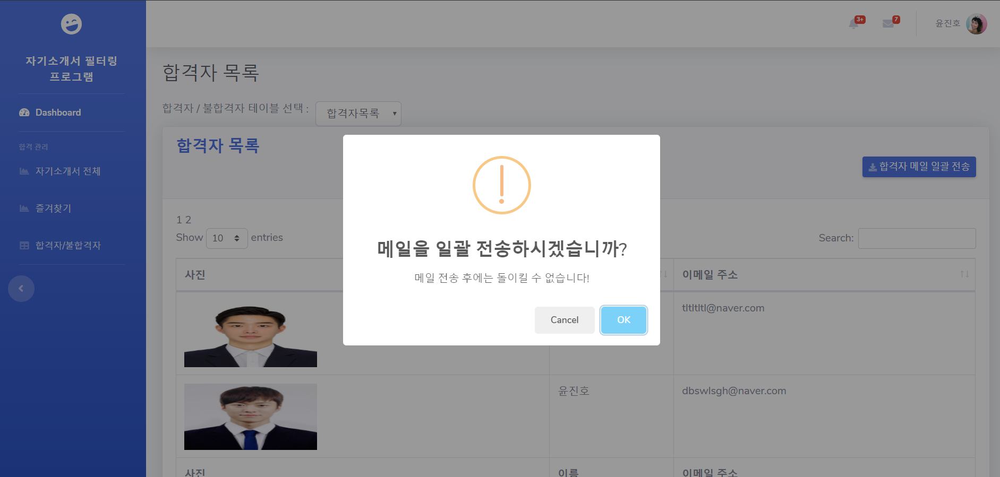 3+
7
윤진호
자기소개서 필터링
프로그램
Dashboard
합격 관리
자기소개서 전체
즐겨찾기
합격자/불합격자
합격자 목록
합격자 / 불합격자 테이블 선택 :
합격자목록
합격자 목록
합격자 메일 일괄 전송
1 2
Show 10 entries
Search:
사진
이메일 주소
tltltltl@naver.com
윤진호
dbswlsgh@naver.com
사진
이름
이메일 주소
메일을 일괄 전송하시겠습니까?
메일 전송 후에는 돌이킬 수 없습니다!
Cancel
OK